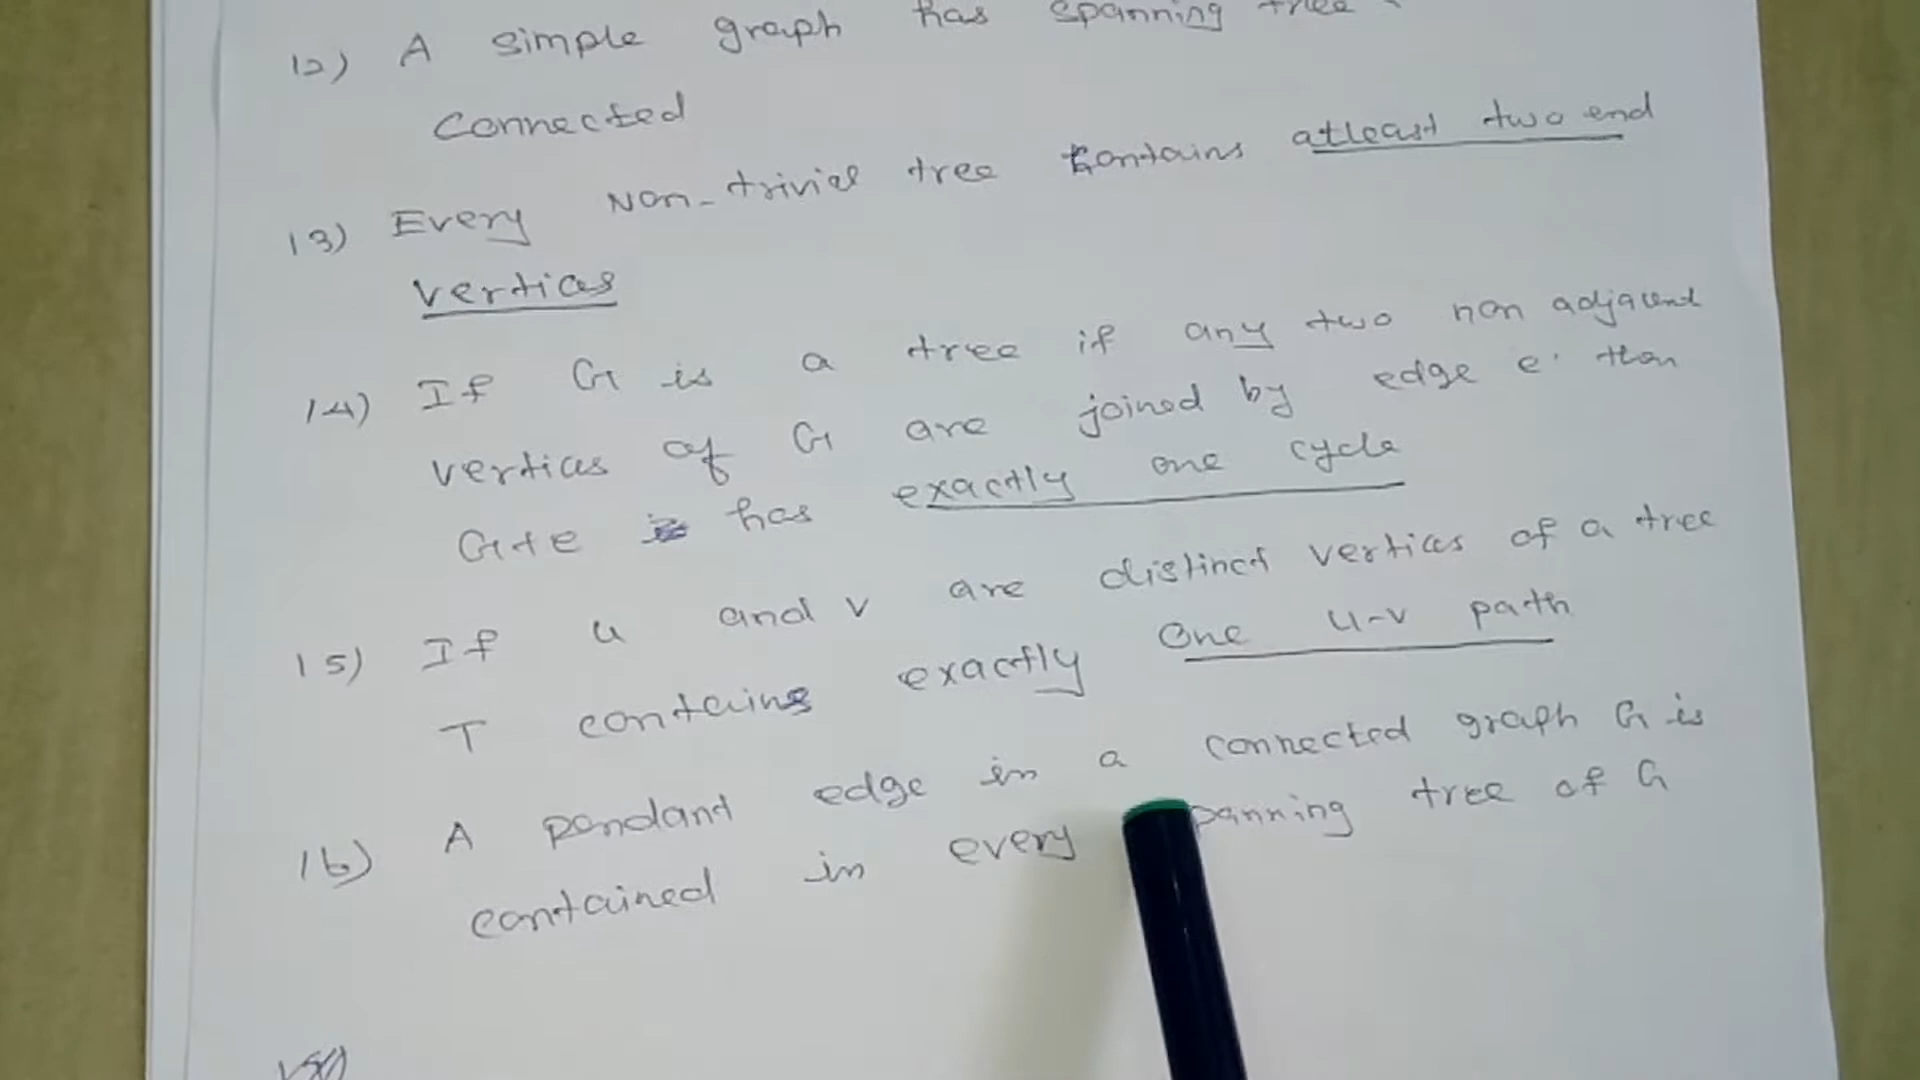 12) A simple graph has spanning tree
connected
13) Every Non-trivial tree contains atleast two end
vertices
14) If G is a tree if any two non adjacent
vertices of G are joined by edge e. then
G+e has exactly one cycle
15) If u and v are distinct vertices of a tree
T contains exactly one u-v path
16) A pendant edge in a connected graph G is
contained in every spanning tree of G